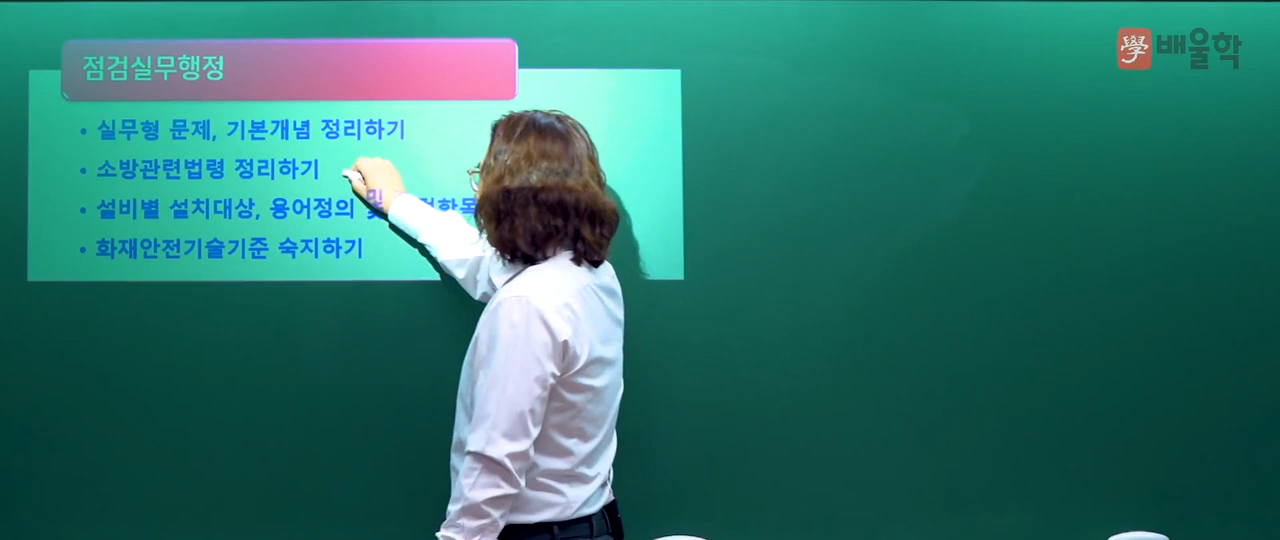 점검실무행정
學 배울학
• 실무형 문제, 기본개념 정리하기
• 소방관련법령 정리하기
• 설비별 설치대상, 용어정의 및
• 화재안전기술기준 숙지하기